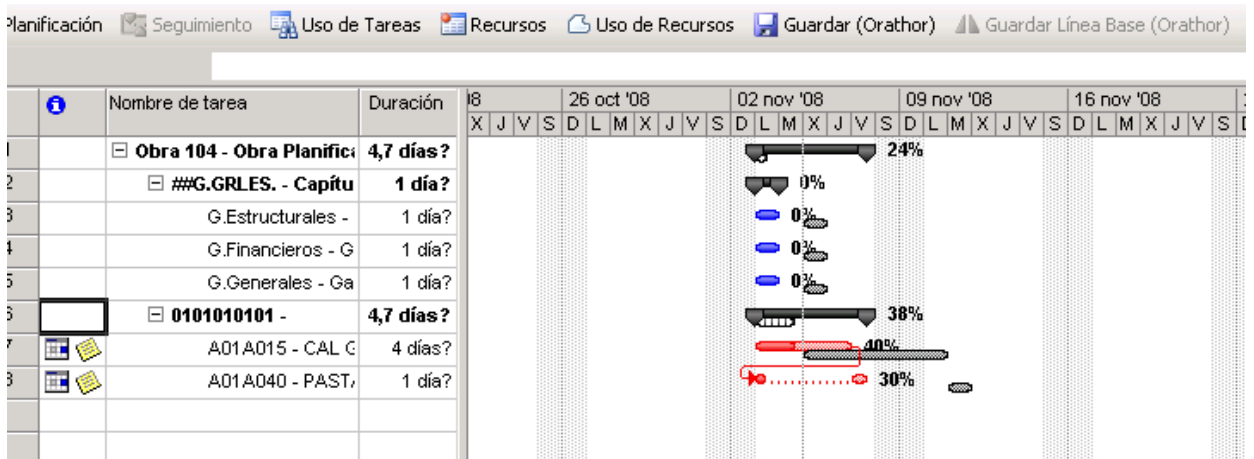 Planificación Seguimiento Uso de Tareas Recursos Uso de Recursos Guardar (Orathor) Guardar Línea Base (Orathor)
Nombre de tarea Duración 26 oct '08 02 nov '08 09 nov '08 16 nov '08
X J V S D L M X J V S D L M X J V S D L M X J V S D L M X J V S
Obra 104 - Obra Planifica 4,7 días? 24%
##G.GRLES. - Capítu 1 día? 0%
G.Estructurales - 1 día? 0%
G.Financieros - G 1 día? 0%
G.Generales - Ga 1 día? 0%
0101010101 - 4,7 días? 38%
A01A015 - CAL G 4 días? 40%
A01A040 - PAST 1 día? 30%